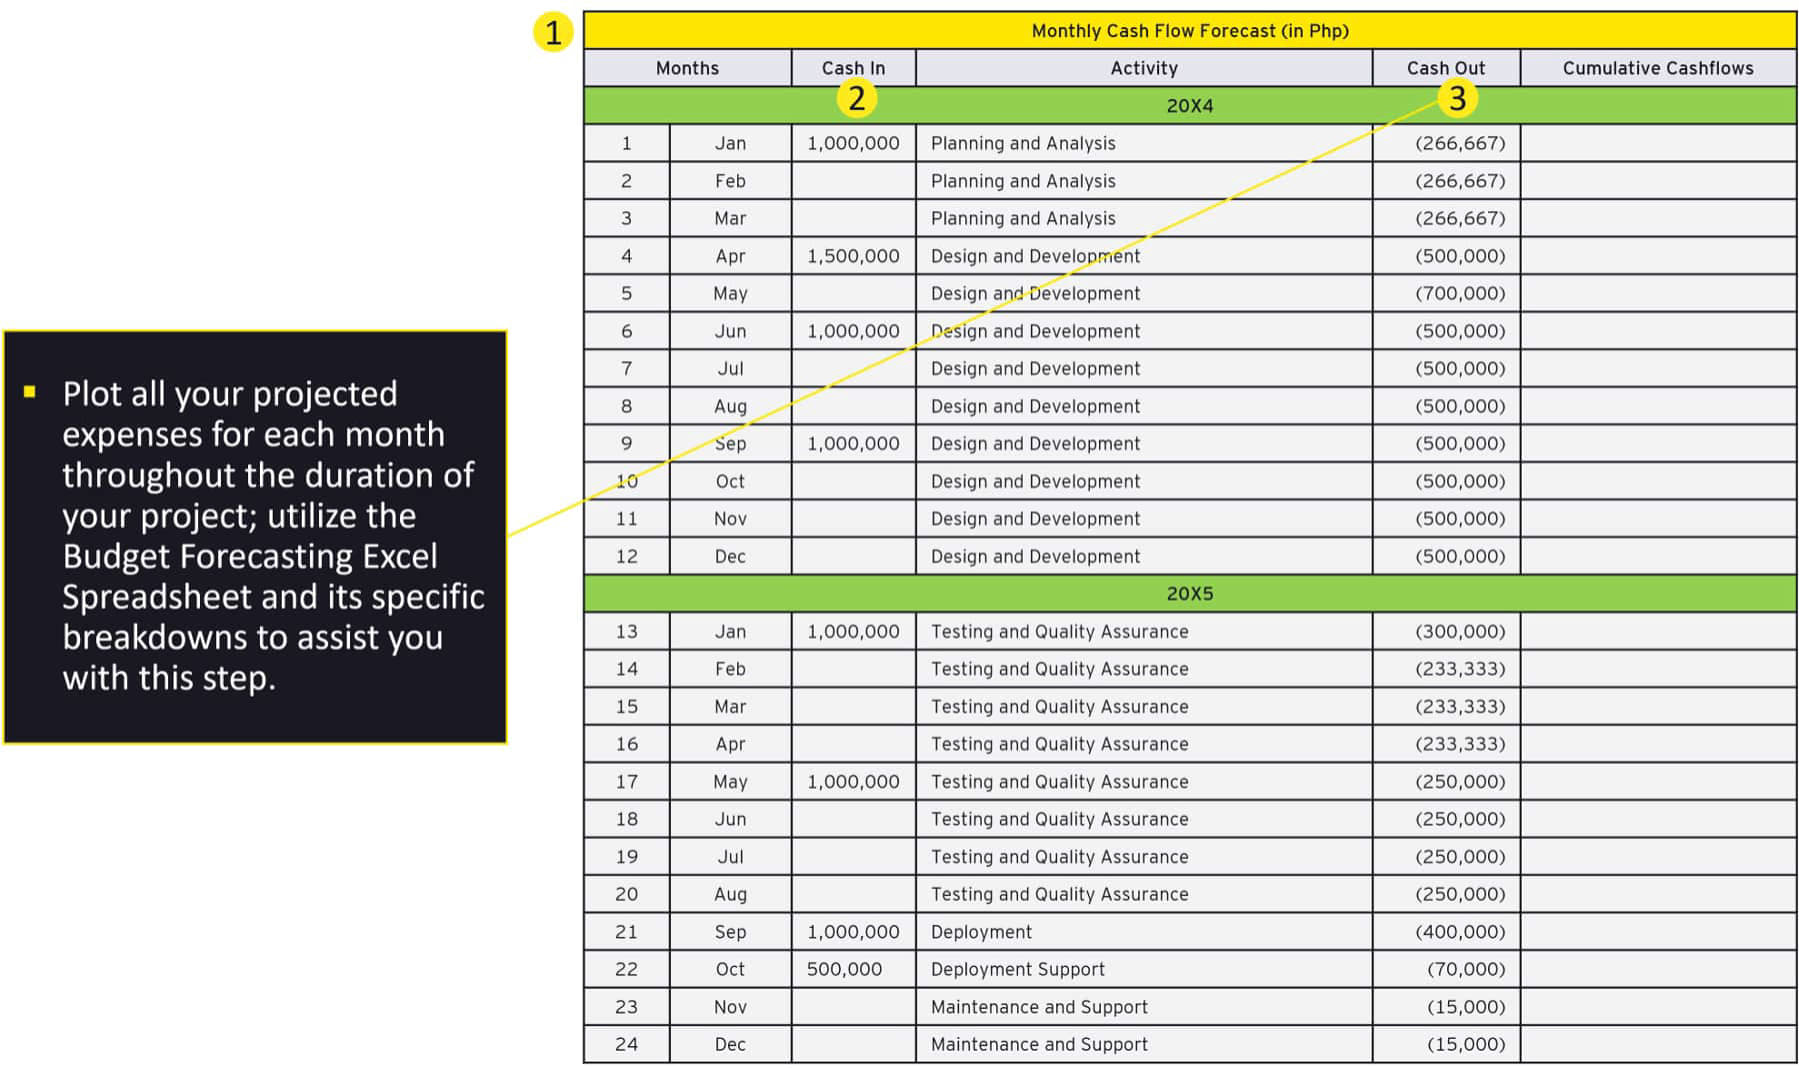 1
Monthly Cash Flow Forecast (in Php)
Months Cash In Activity Cash Out Cumulative Cashflows
2 3
20X4
1 Jan 1,000,000 Planning and Analysis (266,667)
2 Feb Planning and Analysis (266,667)
3 Mar Planning and Analysis (266,667)
4 Apr 1,500,000 Design and Development (500,000)
5 May Design and Development (700,000)
6 Jun 1,000,000 Design and Development (500,000)
7 Jul Design and Development (500,000)
8 Aug Design and Development (500,000)
9 Sep 1,000,000 Design and Development (500,000)
10 Oct Design and Development (500,000)
11 Nov Design and Development (500,000)
12 Dec Design and Development (500,000)
20X5
13 Jan 1,000,000 Testing and Quality Assurance (300,000)
14 Feb Testing and Quality Assurance (233,333)
15 Mar Testing and Quality Assurance (233,333)
16 Apr Testing and Quality Assurance (233,333)
17 May 1,000,000 Testing and Quality Assurance (250,000)
18 Jun Testing and Quality Assurance (250,000)
19 Jul Testing and Quality Assurance (250,000)
20 Aug Testing and Quality Assurance (250,000)
21 Sep 1,000,000 Deployment (400,000)
22 Oct 500,000 Deployment Support (70,000)
23 Nov Maintenance and Support (15,000)
24 Dec Maintenance and Support (15,000)
▪ Plot all your projected
expenses for each month
throughout the duration of
your project; utilize the
Budget Forecasting Excel
Spreadsheet and its specific
breakdowns to assist you
with this step.